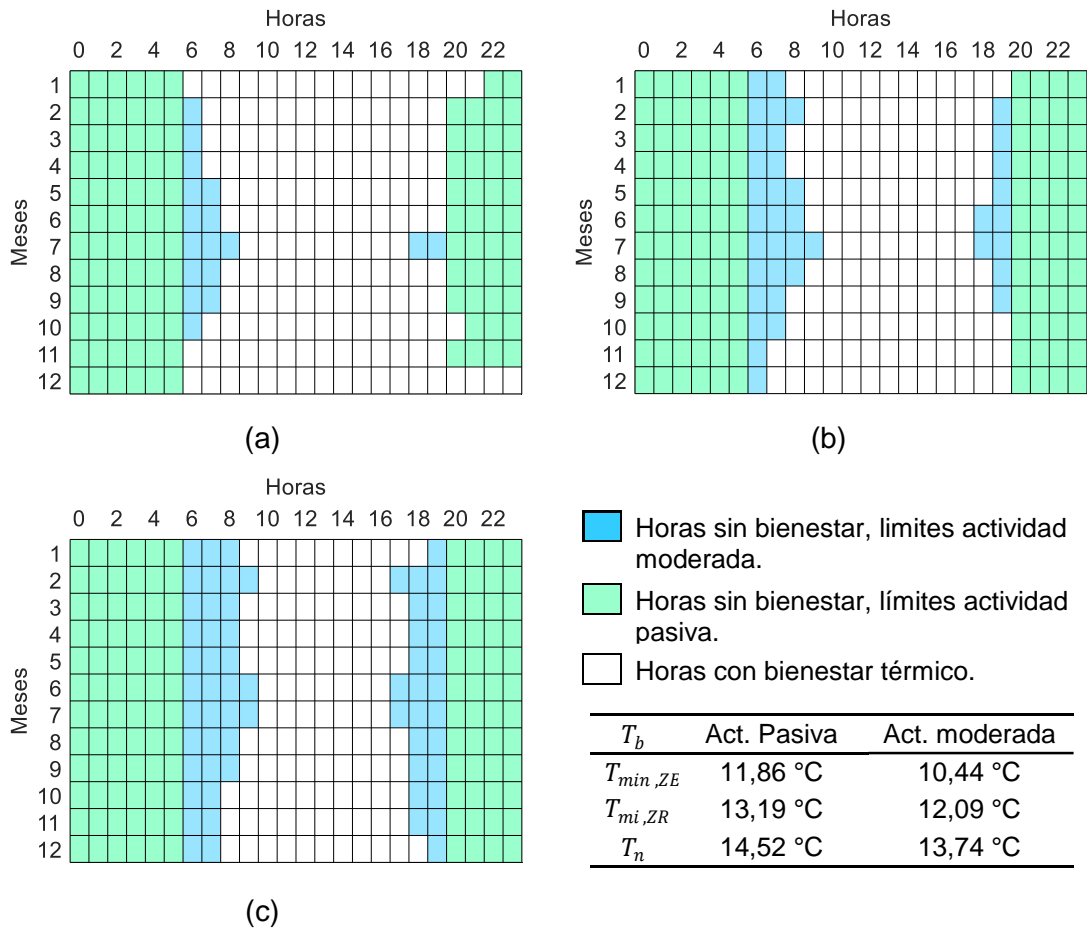 Horas
0 2 4 6 8 10 12 14 16 18 20 22
Meses
1
2
3
4
5
6
7
8
9
10
11
12
(a)
Horas
0 2 4 6 8 10 12 14 16 18 20 22
Meses
1
2
3
4
5
6
7
8
9
10
11
12
(b)
Horas
0 2 4 6 8 10 12 14 16 18 20 22
Meses
1
2
3
4
5
6
7
8
9
10
11
12
(c)
Horas sin bienestar, limites actividad
moderada.
Horas sin bienestar, límites actividad
pasiva.
Horas con bienestar térmico.
T_b Act. Pasiva Act. moderada
T_min,ZE 11,86 °C 10,44 °C
T_mi,ZR 13,19 °C 12,09 °C
T_n 14,52 °C 13,74 °C